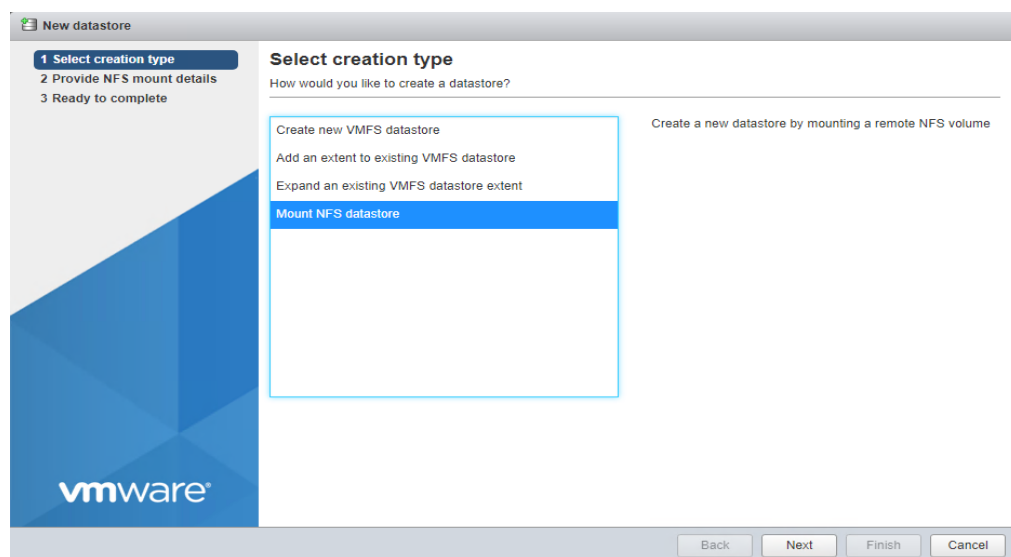 New datastore
1 Select creation type
2 Provide NFS mount details
3 Ready to complete
Select creation type
How would you like to create a datastore?
Create new VMFS datastore
Add an extent to existing VMFS datastore
Expand an existing VMFS datastore extent
Mount NFS datastore
Create a new datastore by mounting a remote NFS volume
vmware®
Back
Next
Finish
Cancel